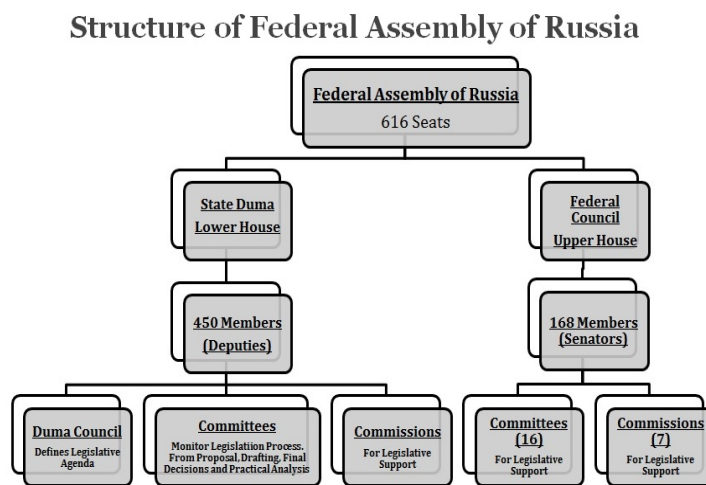 Structure of Federal Assembly of Russia
Federal Assembly of Russia
616 Seats
State Duma
Lower House
Federal
Council
Upper House
450 Members
(Deputies)
168 Members
(Senators)
Duma Council
Defines Legislative
Agenda
Committees
Monitor Legislatiion Process.
From Proposal, Drafting, Final
Decisions and Practical Analysis
Commissions
For Legislative
Support
Committees
(16)
For Legislative
Support
Commissions
(7)
For Legislative
Support